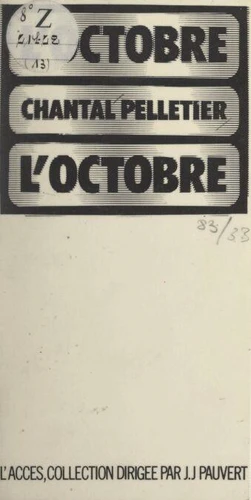 8° Z
(13)
L'OCTOBRE
CHANTAL PELLETIER
L'OCTOBRE
83/33
L'ACCES, COLLECTION DIRIGEE PAR J.J PAUVERT